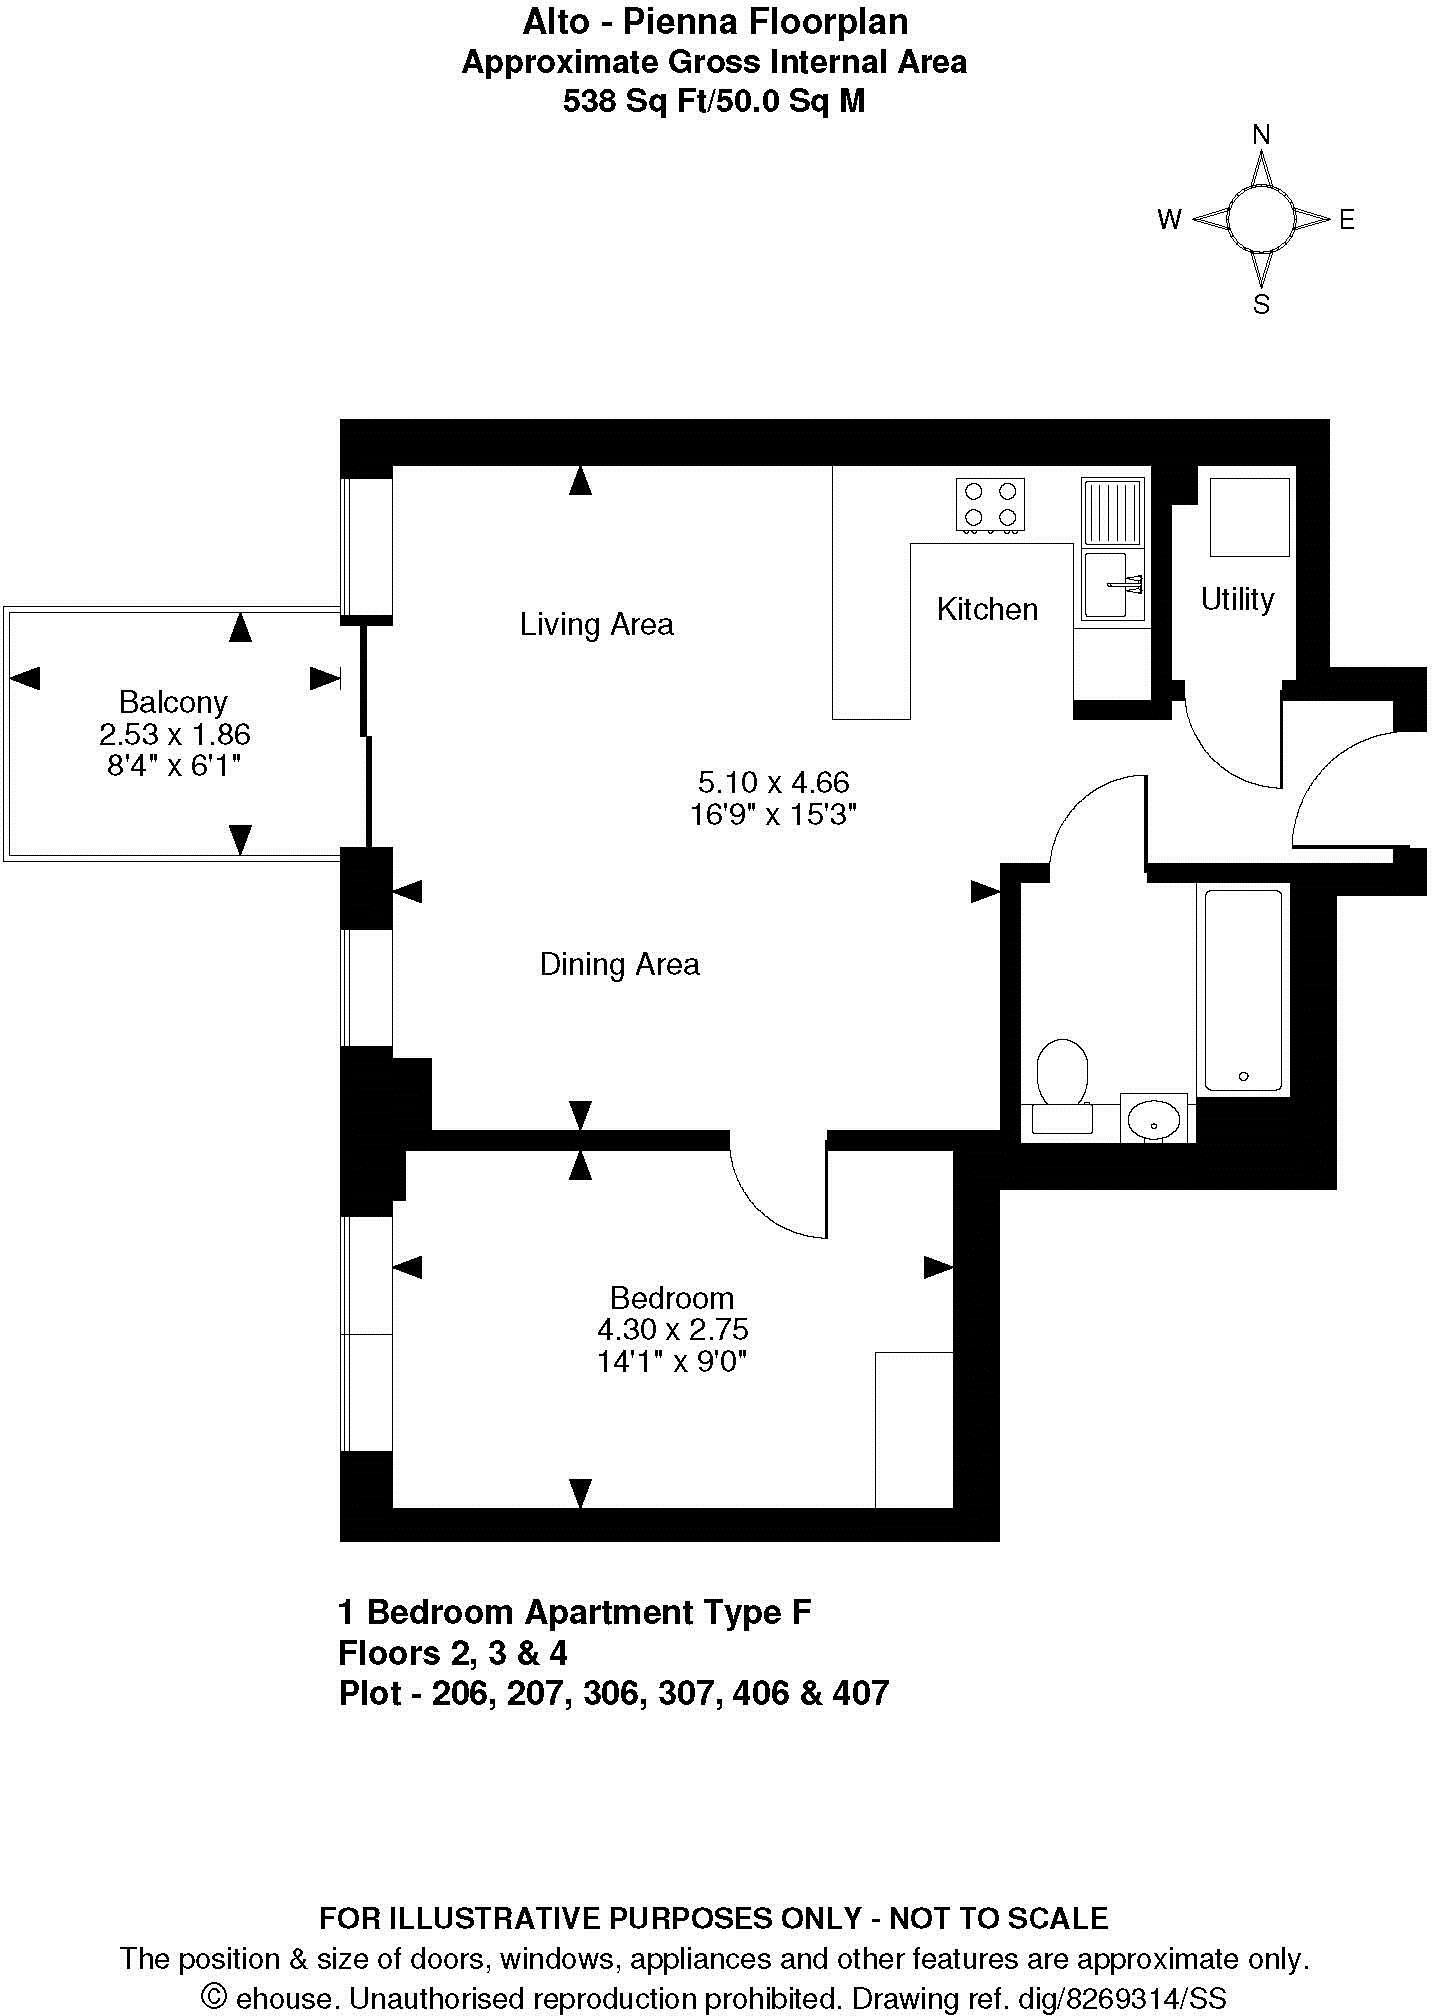 Alto - Pienna Floorplan
Approximate Gross Internal Area
538 Sq Ft/50.0 Sq M
N
W
E
S
Living Area
Kitchen
Utility
Balcony
2.53 x 1.86
8'4" x 6'1"
5.10 x 4.66
16'9" x 15'3"
Dining Area
Bedroom
4.30 x 2.75
14'1" x 9'0"
1 Bedroom Apartment Type F
Floors 2, 3 & 4
Plot - 206, 207, 306, 307, 406 & 407
FOR ILLUSTRATIVE PURPOSES ONLY - NOT TO SCALE
The position & size of doors, windows, appliances and other features are approximate only.
© ehouse. Unauthorised reproduction prohibited. Drawing ref. dig/8269314/SS